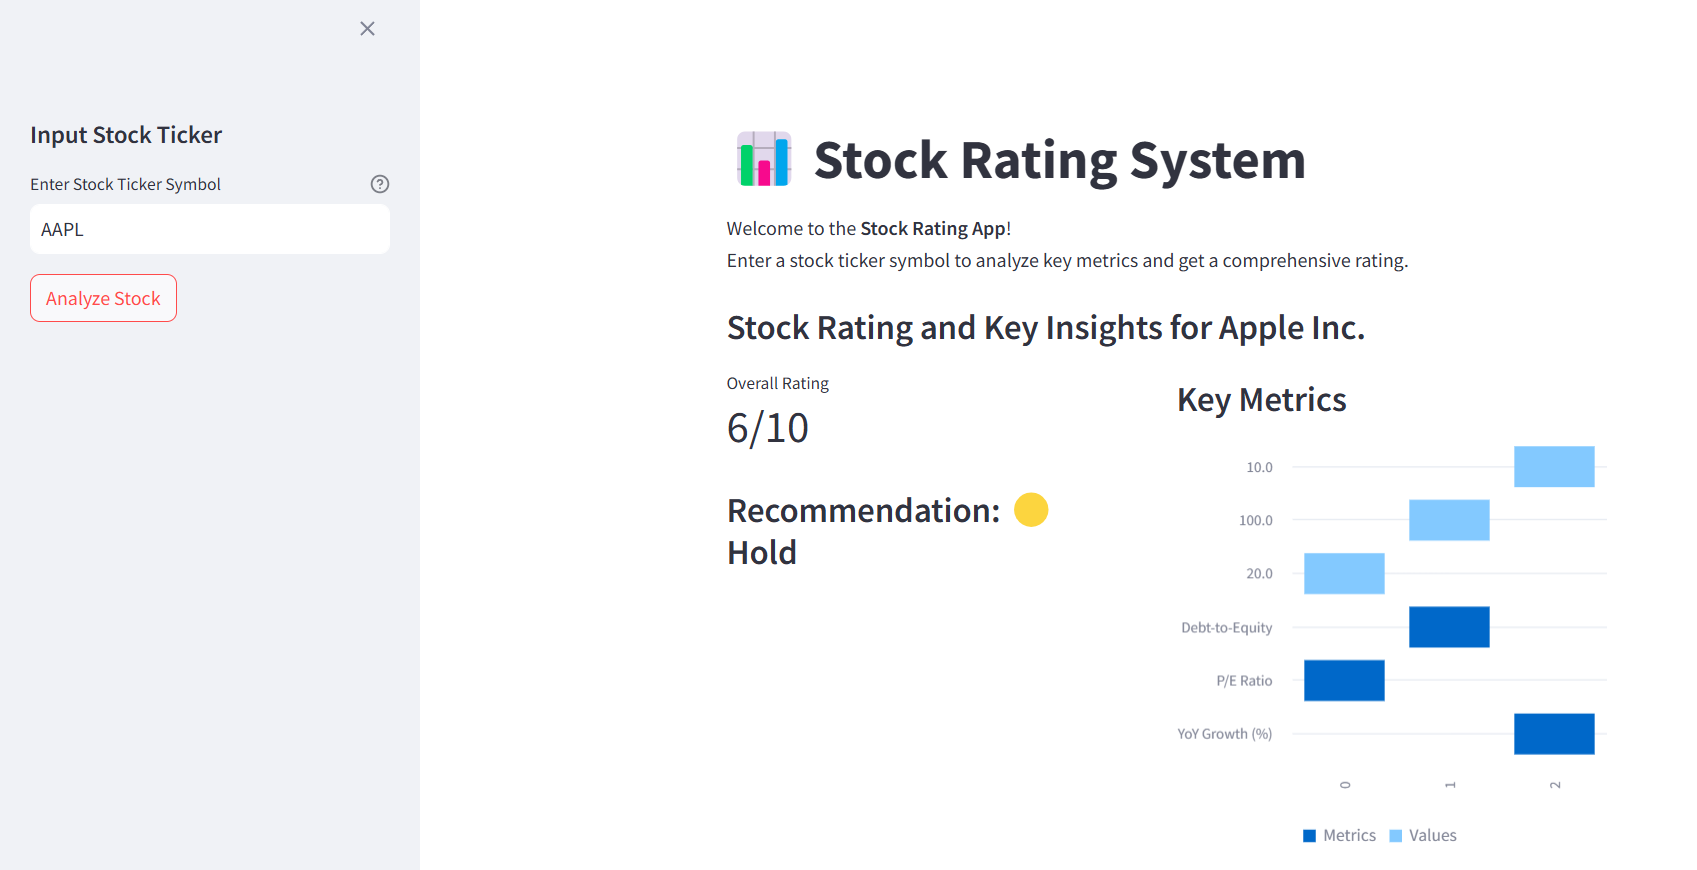 Input Stock Ticker
Enter Stock Ticker Symbol
AAPL
Analyze Stock
Stock Rating System
Welcome to the Stock Rating App!
Enter a stock ticker symbol to analyze key metrics and get a comprehensive rating.
Stock Rating and Key Insights for Apple Inc.
Overall Rating
6/10
Recommendation:
Hold
Key Metrics
10.0
100.0
20.0
Debt-to-Equity
P/E Ratio
YoY Growth (%)
0 1 2
Metrics Values